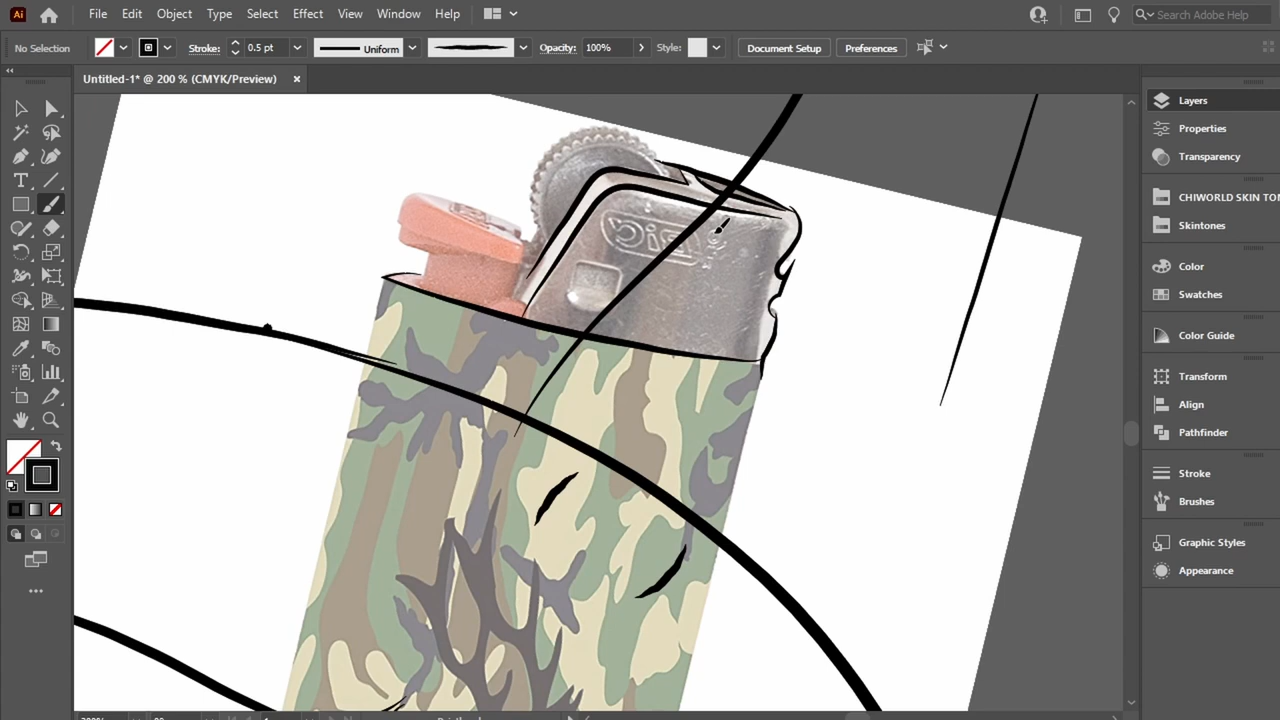 Ai File Edit Object Type Select Effect View Window Help Search Adobe Help
No Selection Stroke: 0.5 pt Uniform Opacity: 100% Style: Document Setup Preferences
Untitled-1* @ 200 % (CMYK/Preview) ×
Layers
Properties
Transparency
CHIWORLD SKIN TON
Skintones
Color
Swatches
Color Guide
Transform
Align
Pathfinder
Stroke
Brushes
Graphic Styles
Appearance
BIC